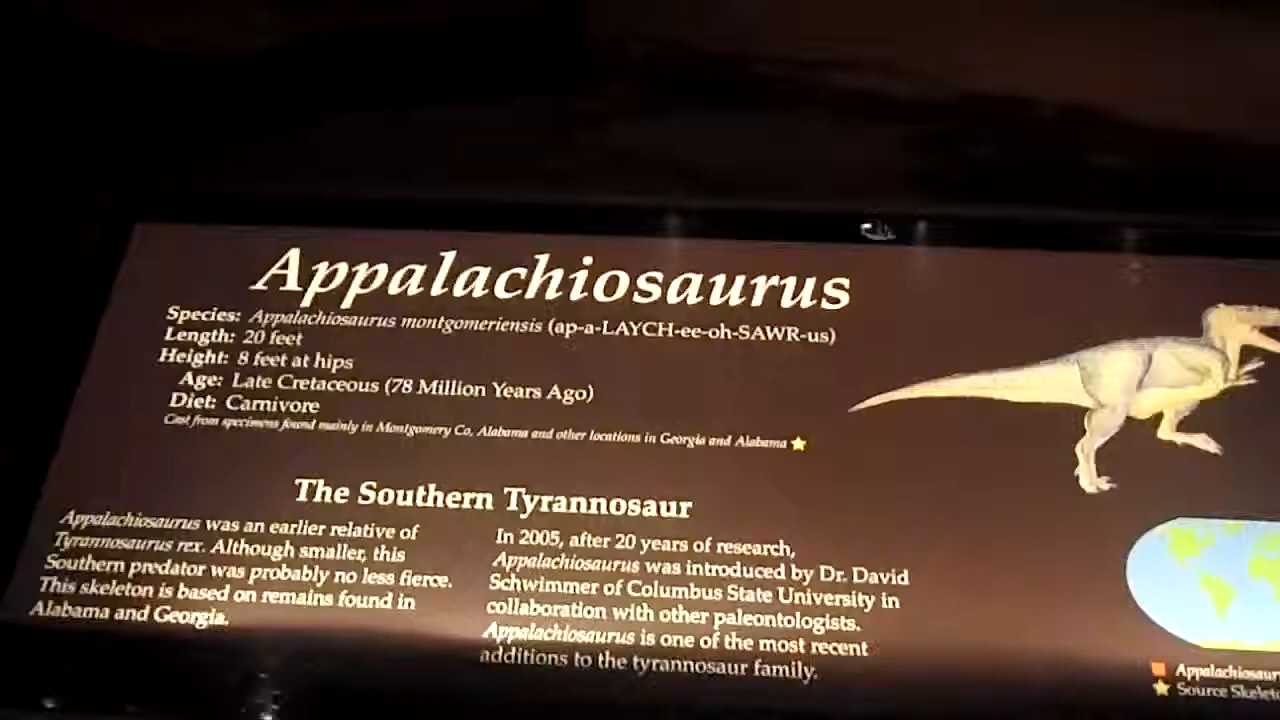 Appalachiosaurus
Species: Appalachiosaurus montgomeriensis (ap-a-LAYCH-ee-oh-SAWR-us)
Length: 20 feet
Height: 8 feet at hips
Age: Late Cretaceous (78 Million Years Ago)
Diet: Carnivore
Cast from specimens found mainly in Montgomery Co, Alabama and other locations in Georgia and Alabama
The Southern Tyrannosaur
Appalachiosaurus was an earlier relative of
Tyrannosaurus rex. Although smaller, this
Southern predator was probably no less fierce.
This skeleton is based on remains found in
Alabama and Georgia.
In 2005, after 20 years of research,
Appalachiosaurus was introduced by Dr. David
Schwimmer of Columbus State University in
collaboration with other paleontologists.
Appalachiosaurus is one of the most recent
additions to the tyrannosaur family.
Appalachiosaur
Source Skelet